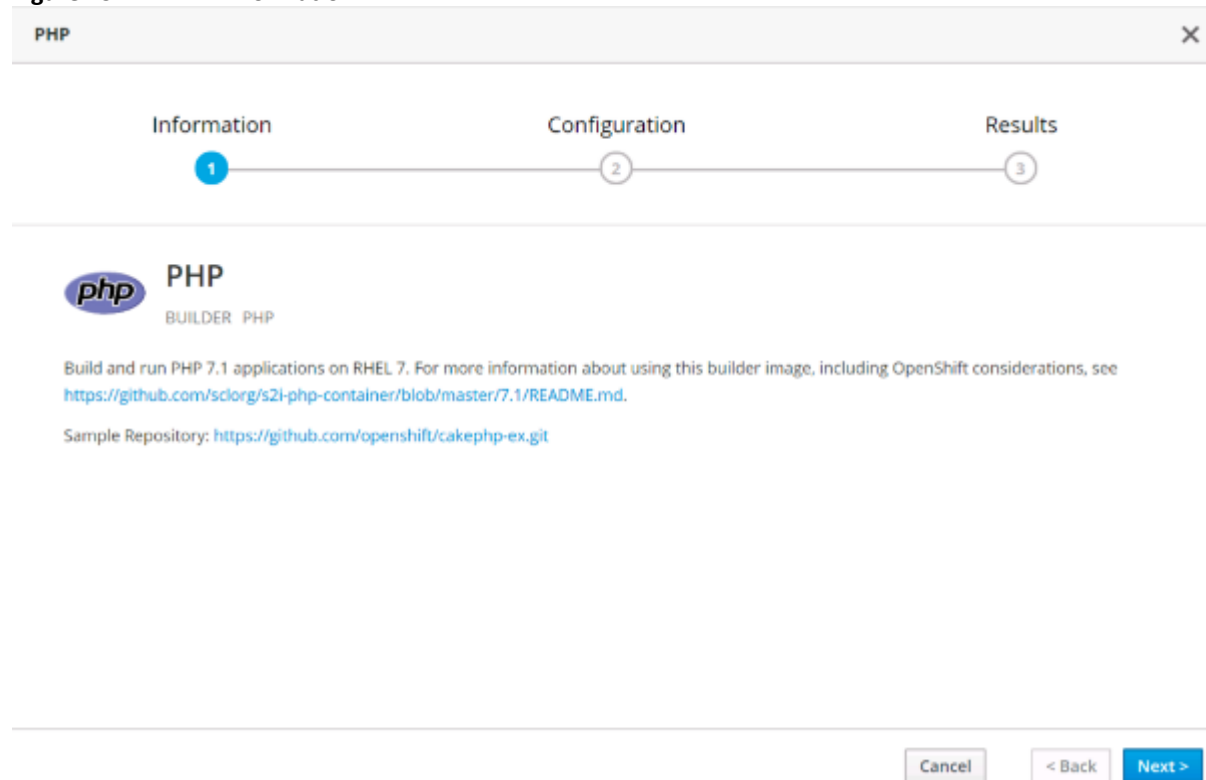 PHP
Information
Configuration
Results
1
2
3
php
PHP
BUILDER PHP
Build and run PHP 7.1 applications on RHEL 7. For more information about using this builder image, including OpenShift considerations, see
https://github.com/sclorg/s2i-php-container/blob/master/7.1/README.md.
Sample Repository: https://github.com/openshift/cakephp-ex.git
Cancel
< Back
Next >